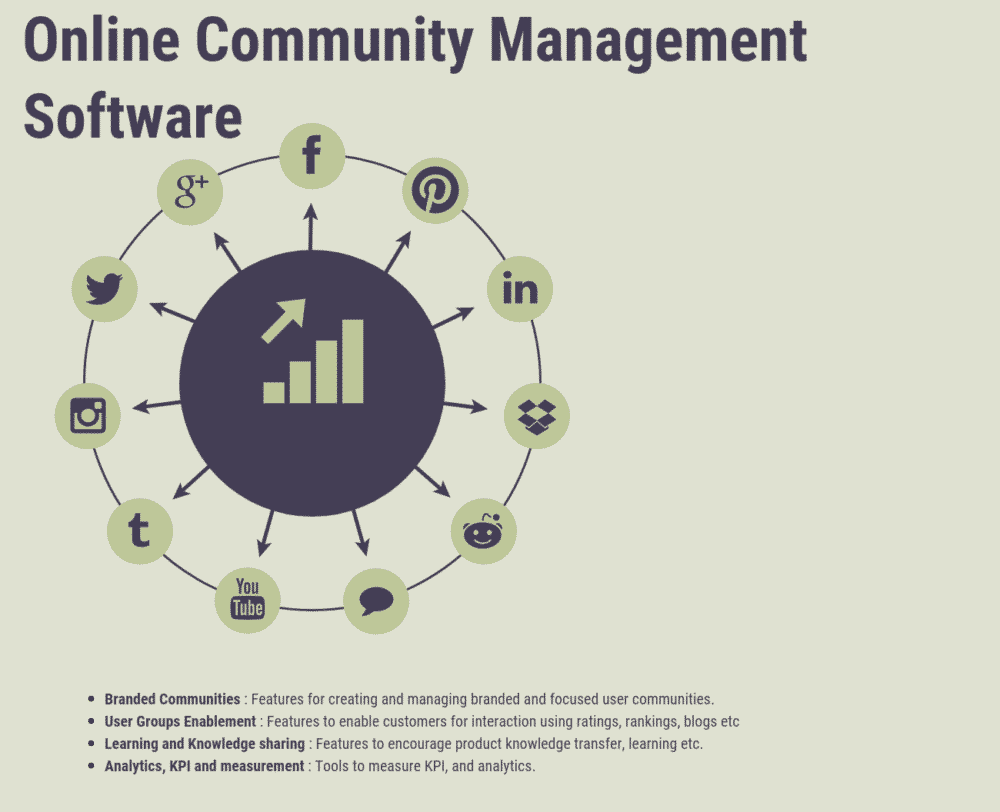 Online Community Management
Software
f
g+
in
t
You
Tube
Branded Communities : Features for creating and managing branded and focused user communities.
User Groups Enablement : Features to enable customers for interaction using ratings, rankings, blogs etc
Learning and Knowledge sharing : Features to encourage product knowledge transfer, learning etc.
Analytics, KPI and measurement : Tools to measure KPI, and analytics.